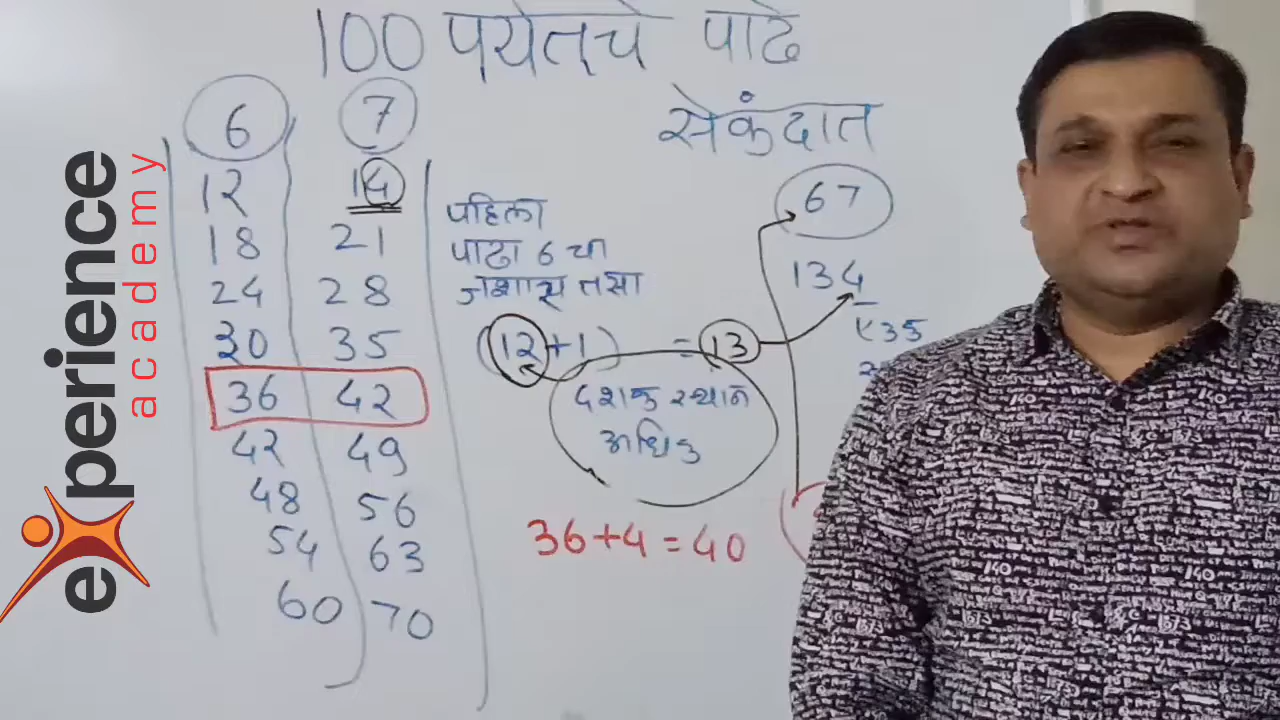 100 पर्यंतचे पाढे
सेकंदात
6 7
12 14
18 21
24 28
30 35
36 42
42 49
48 56
54 63
60 70
पहिला
पाढा 6 चा
जशास तसा
(12+1) = 13
दशक स्थान
अधिक
36+4=40
67
134
experience
academy